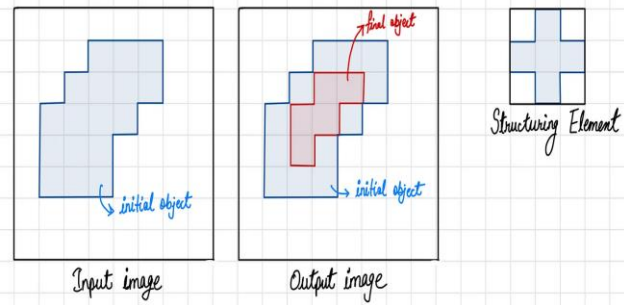 final object
Structuring Element
initial object
initial object
Input image
Output image